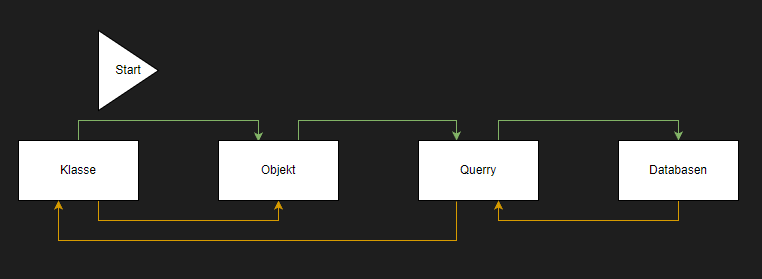 Start
Klasse
Objekt
Querry
Databasen